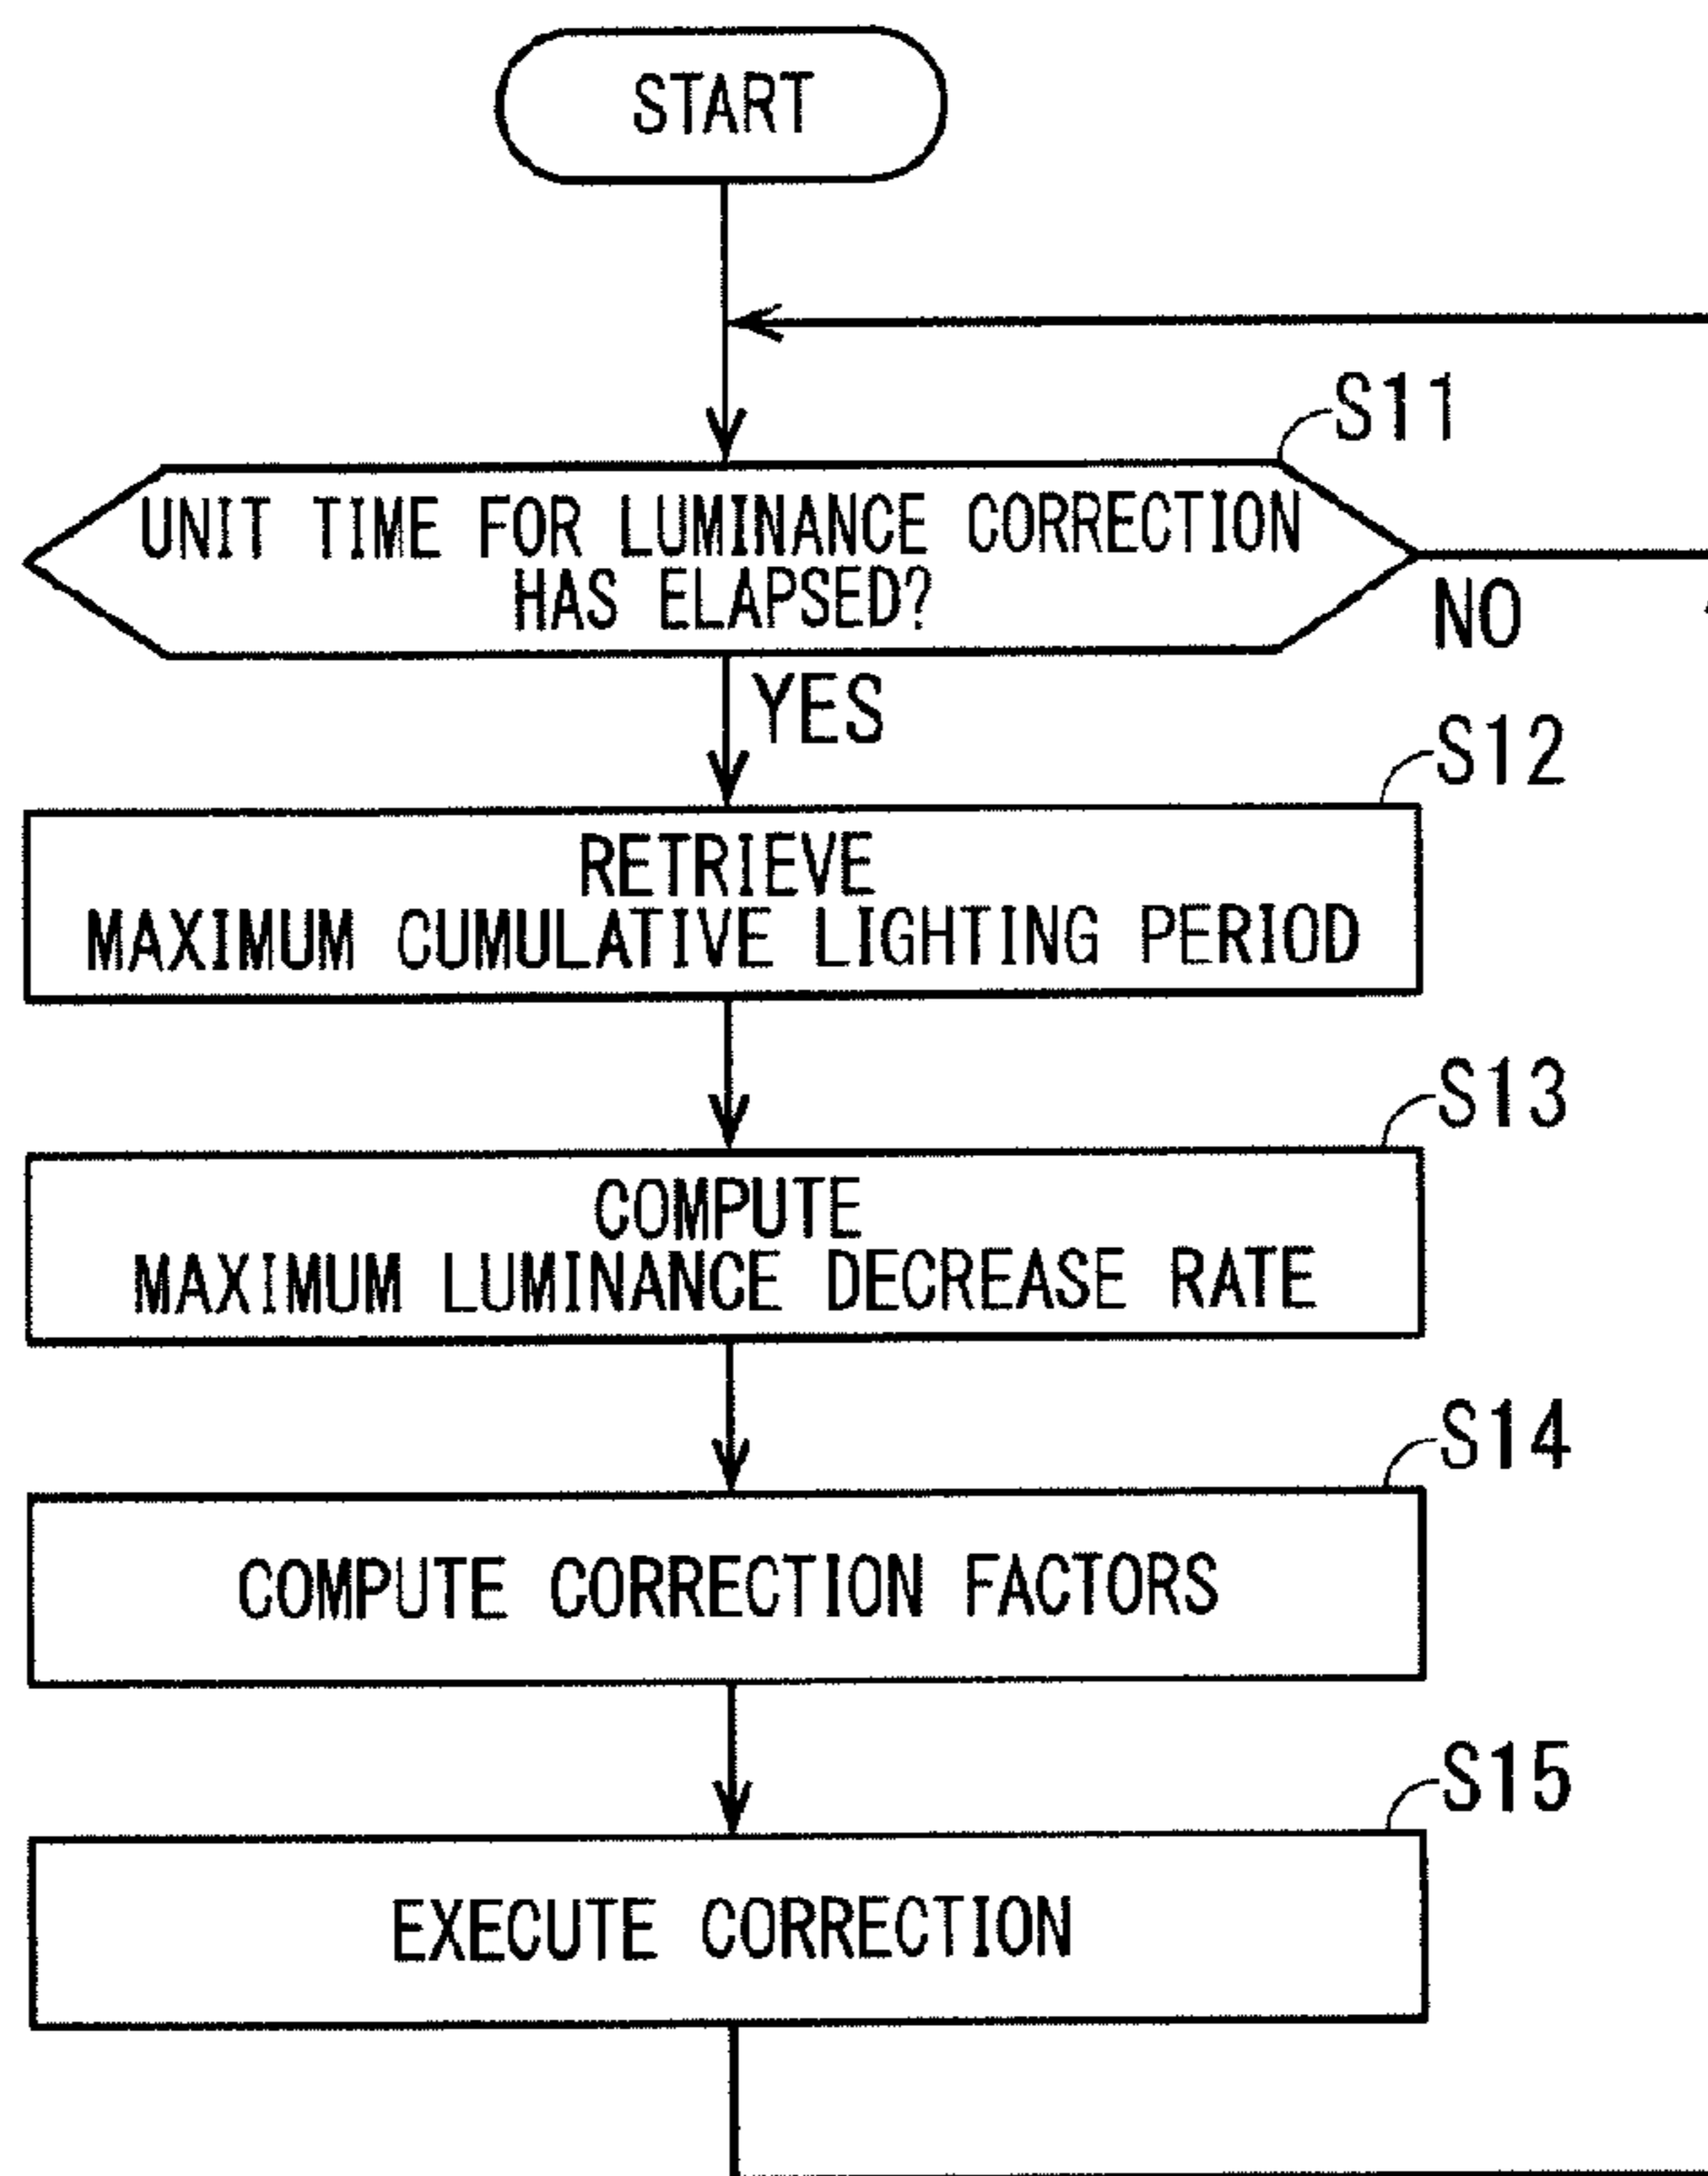 START
S11
UNIT TIME FOR LUMINANCE CORRECTION
HAS ELAPSED?
NO
YES
S12
RETRIEVE
MAXIMUM CUMULATIVE LIGHTING PERIOD
S13
COMPUTE
MAXIMUM LUMINANCE DECREASE RATE
S14
COMPUTE CORRECTION FACTORS
S15
EXECUTE CORRECTION